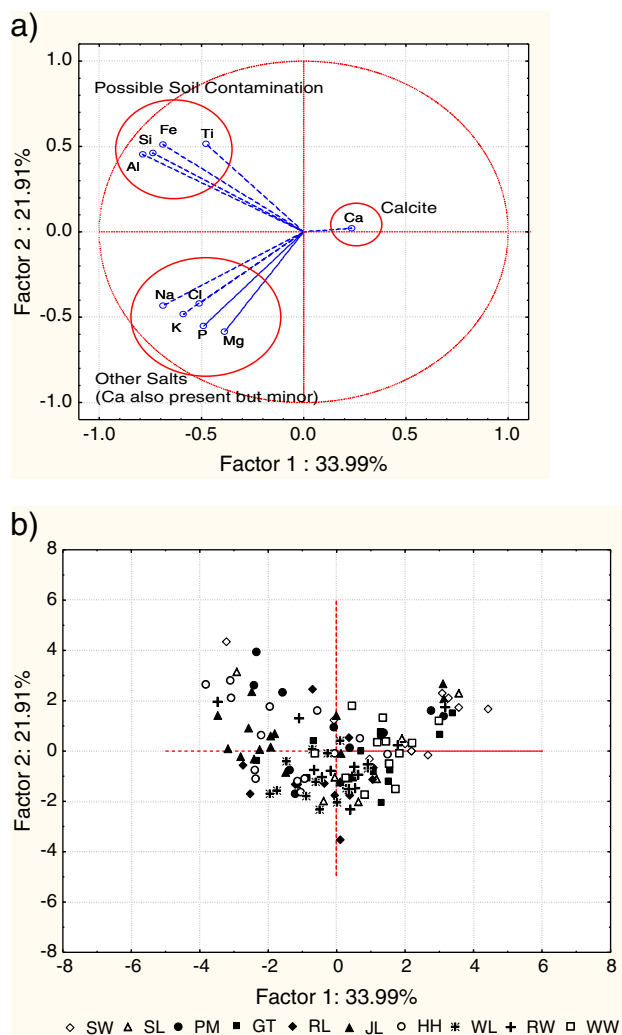 a)
Possible Soil Contamination
Fe
Ti
Si
Al
Ca
Calcite
Na
Cl
K
P
Mg
Other Salts
(Ca also present but minor)
1.0
0.5
0.0
-0.5
-1.0
Factor 2 : 21.91%
-1.0
-0.5
0.0
0.5
1.0
Factor 1 : 33.99%
b)
8
6
4
2
0
-2
-4
-6
-8
Factor 2: 21.91%
-8
-6
-4
-2
0
2
4
6
8
Factor 1: 33.99%
SW SL PM GT RL JL HH WL RW WW